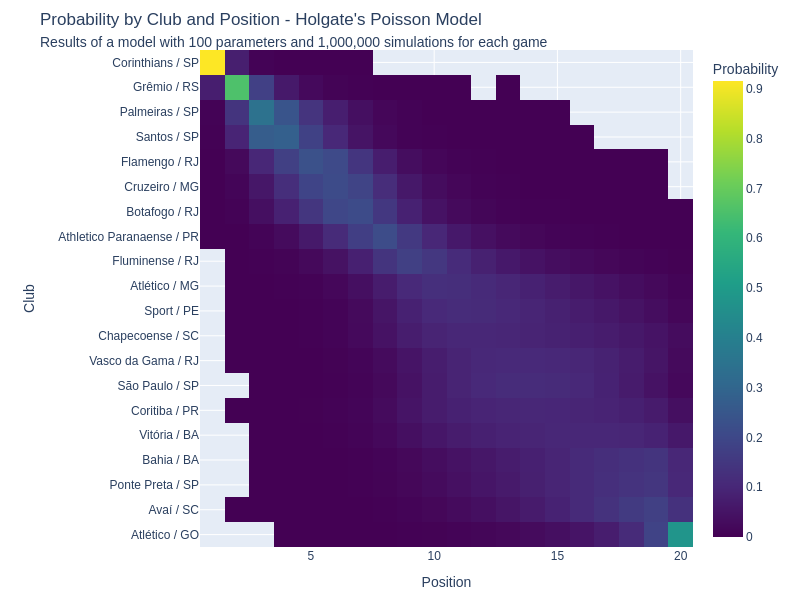 Probability by Club and Position - Holgate's Poisson Model
Results of a model with 100 parameters and 1,000,000 simulations for each game
Probability
Club
Corinthians / SP
Grêmio / RS
Palmeiras / SP
Santos / SP
Flamengo / RJ
Cruzeiro / MG
Botafogo / RJ
Athletico Paranaense / PR
Fluminense / RJ
Atlético / MG
Sport / PE
Chapecoense / SC
Vasco da Gama / RJ
São Paulo / SP
Coritiba / PR
Vitória / BA
Bahia / BA
Ponte Preta / SP
Avaí / SC
Atlético / GO
0.9
0.8
0.7
0.6
0.5
0.4
0.3
0.2
0.1
0
5 10 15 20
Position